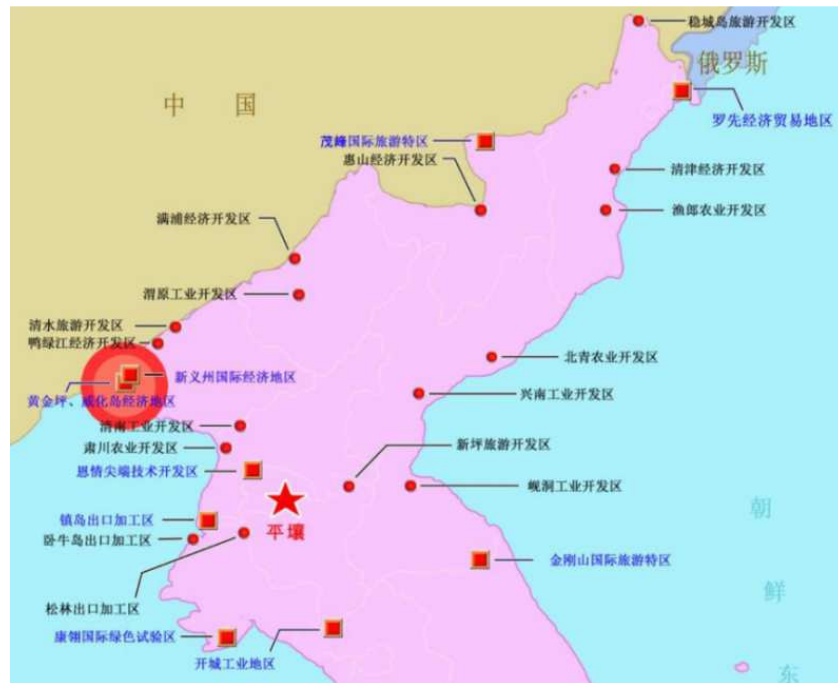 稳城岛旅游开发区
俄罗斯
中 国
罗先经济贸易地区
茂峰国际旅游特区
惠山经济开发区
清津经济开发区
渔郎农业开发区
满浦经济开发区
渭原工业开发区
清水旅游开发区
鸭绿江经济开发区
北青农业开发区
新义州国际经济地区
黄金坪、威化岛经济地区
兴南工业开发区
清南工业开发区
肃川农业开发区
新坪旅游开发区
恩情尖端技术开发区
岘洞工业开发区
朝
镇岛出口加工区
平壤
卧牛岛出口加工区
金刚山国际旅游特区
鲜
松林出口加工区
康翎国际绿色试验区
开城工业地区
东